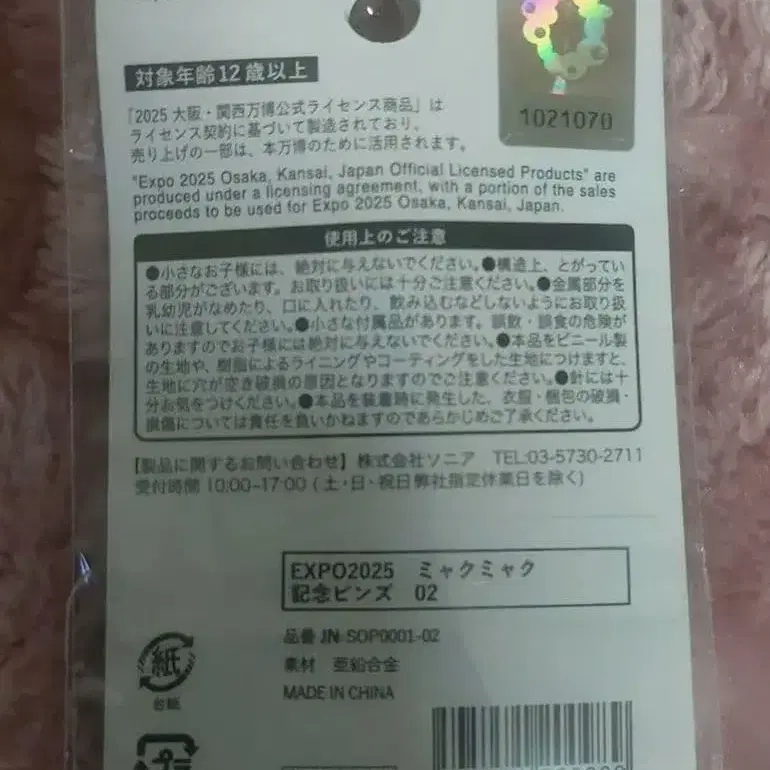 1021070
対象年齢12歳以上
「2025 大阪・関西万博公式ライセンス商品」は
ライセンス契約に基づいて製造されており、
売り上げの一部は、本万博のために活用されます。
"Expo 2025 Osaka, Kansai, Japan Official Licensed Products" are
produced under a licensing agreement, with a portion of the sales
proceeds to be used for Expo 2025 Osaka, Kansai, Japan.
使用上のご注意
●小さなお子様には、絶対に与えないでください。●構造上、とがってい
る部分がございます。お取り扱いには十分ご注意ください。●金属部分を
乳幼児がなめたり、口に入れたり、飲み込むなどしないようにお取り扱
いに注意してください。●小さな付属品があります。誤飲・誤食の危険が
ありますのでお子様には絶対に与えないでください。●本品をビニール製
の生地や、樹脂によるライニングやコーティングをした生地につけますと、
生地に穴が空き破損の原因となりますのでご注意ください。●針には十
分お気をつけください。●本品を装着時に発生した、衣服・梱包の破損・
損傷については責任を負いかねますのであらかじめご了承ください。
【製品に関するお問い合わせ】株式会社ソニア TEL:03-5730-2711
受付時間 10:00-17:00 (土・日・祝日弊社指定休業日を除く)
EXPO2025 ミャクミャク
記念ピンズ 02
品番 JN-SOP0001-02
素材 亜鉛合金
MADE IN CHINA
紙
台紙
プ